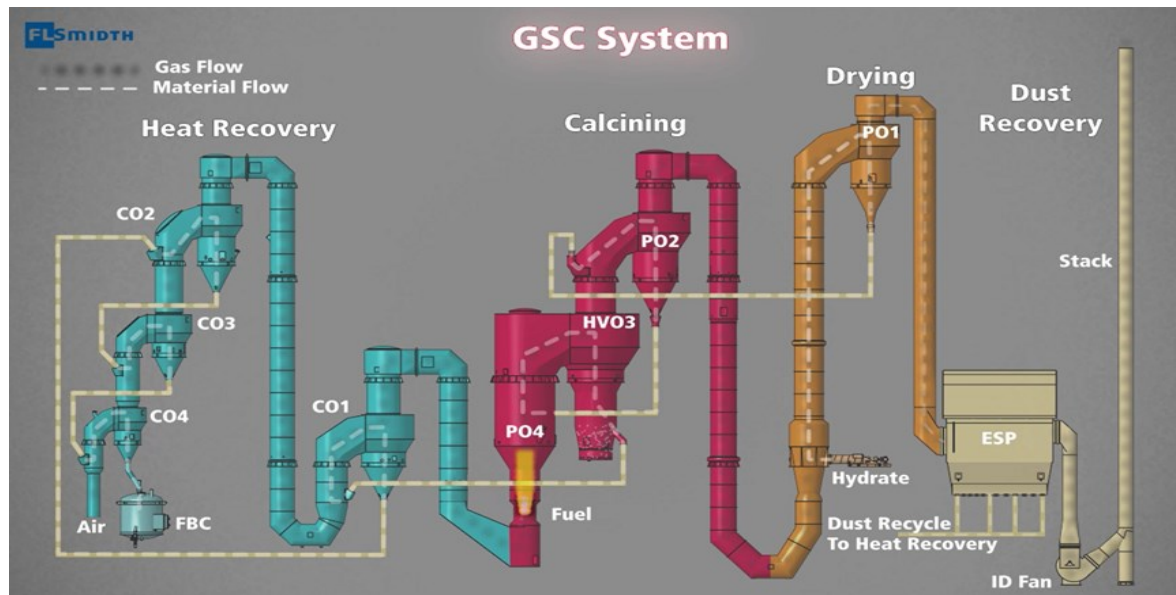 FLSMIDTH
GSC System
Gas Flow
Material Flow
Heat Recovery
Calcining
Drying
Dust
Recovery
PO1
CO2
PO2
Stack
CO3
HVO3
CO1
CO4
PO4
ESP
Hydrate
Air
FBC
Fuel
Dust Recycle
To Heat Recovery
ID Fan